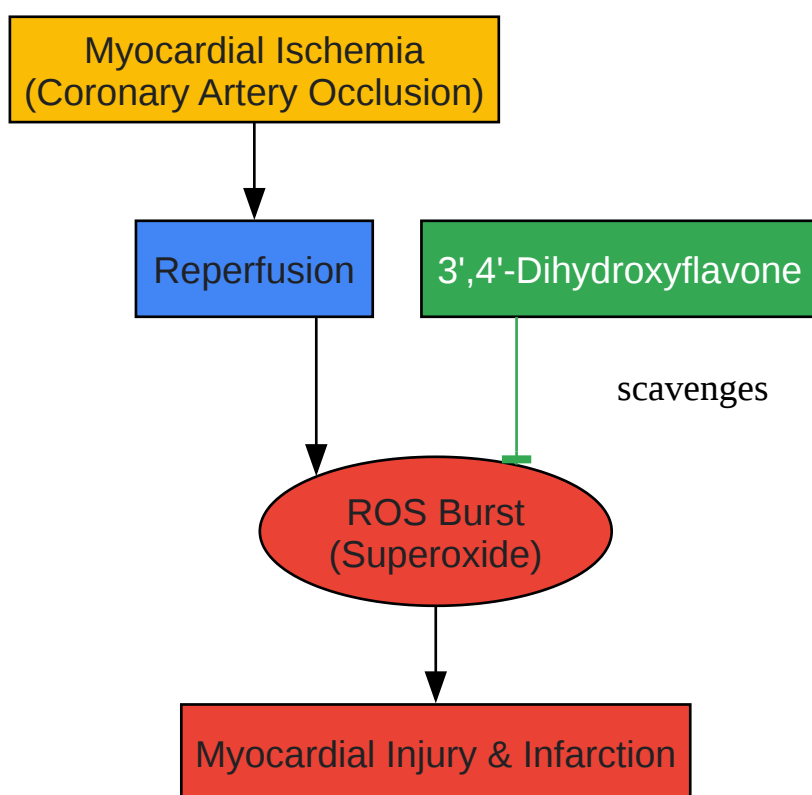 Myocardial Ischemia
(Coronary Artery Occlusion)
Reperfusion
3',4'-Dihydroxyflavone
scavenges
ROS Burst
(Superoxide)
Myocardial Injury & Infarction